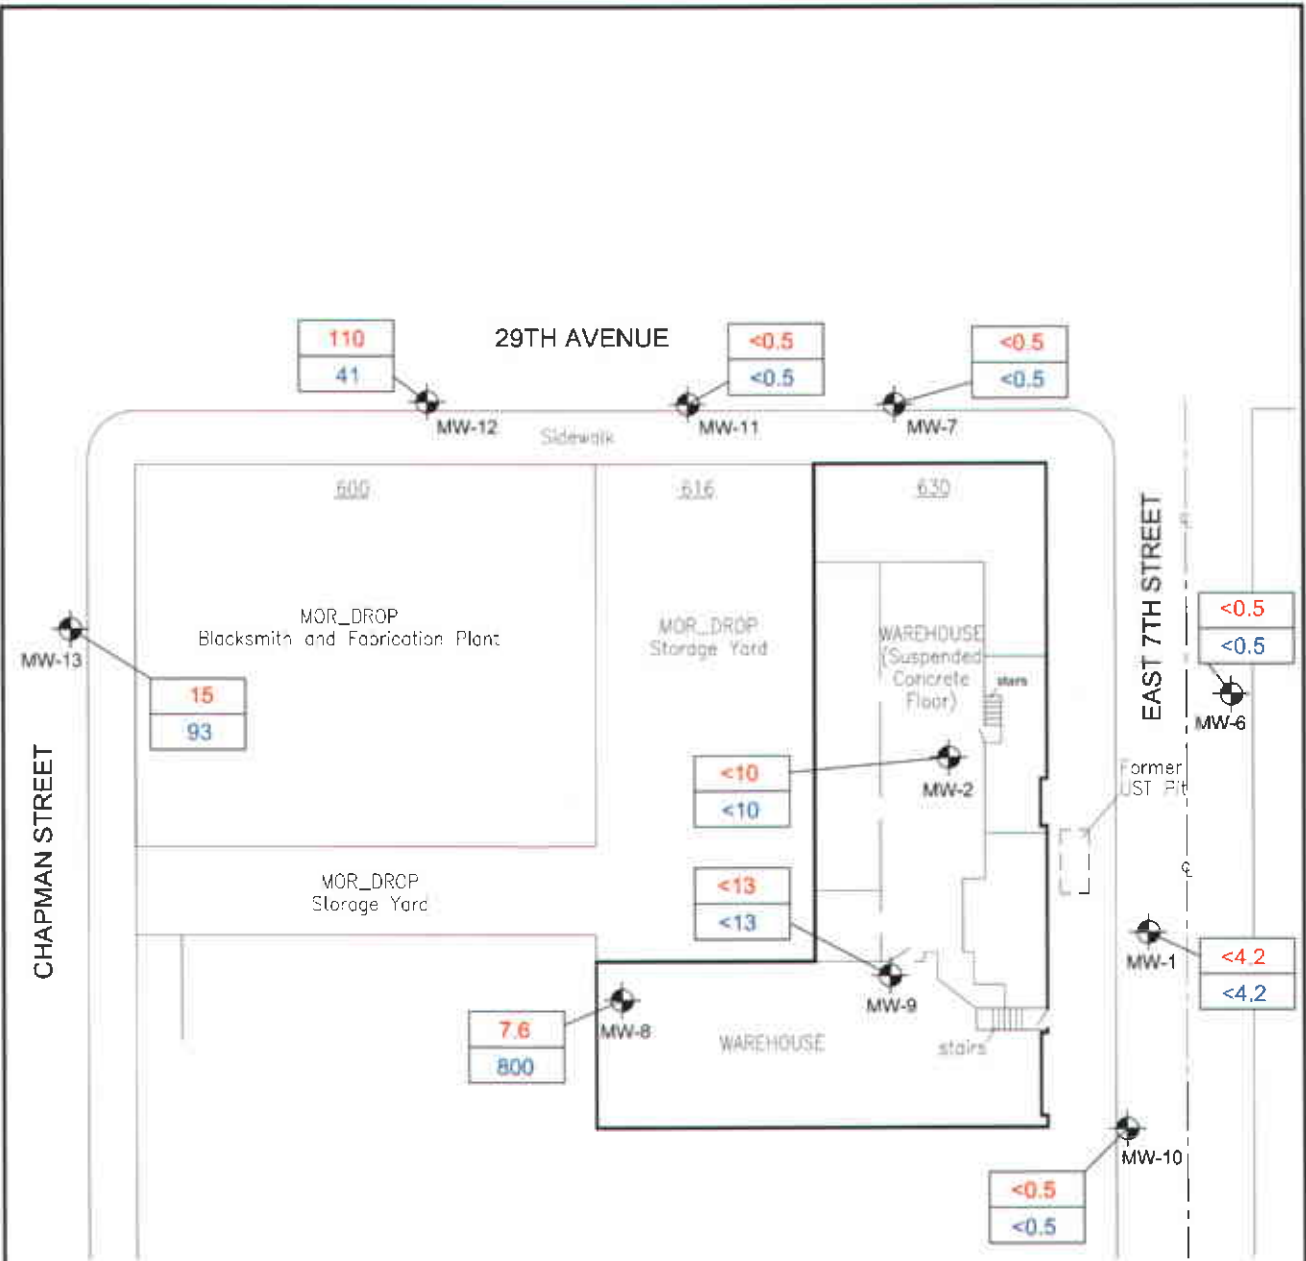 29TH AVENUE
110
41
<0.5
<0.5
<0.5
<0.5
MW-12
MW-11
MW-7
Sidewalk
600
616
630
EAST 7TH STREET
MOR_DROP
Blacksmith and Fabrication Plant
MOR_DROP
Storage Yard
WAREHOUSE
(Suspended
Concrete
Floor)
stairs
<0.5
<0.5
MW-6
MW-13
15
93
CHAPMAN STREET
<10
<10
MW-2
Former
UST Pit
MOR_DROP
Storage Yard
<13
<13
MW-9
MW-1
<4.2
<4.2
7.6
800
MW-8
WAREHOUSE
stairs
MW-10
<0.5
<0.5